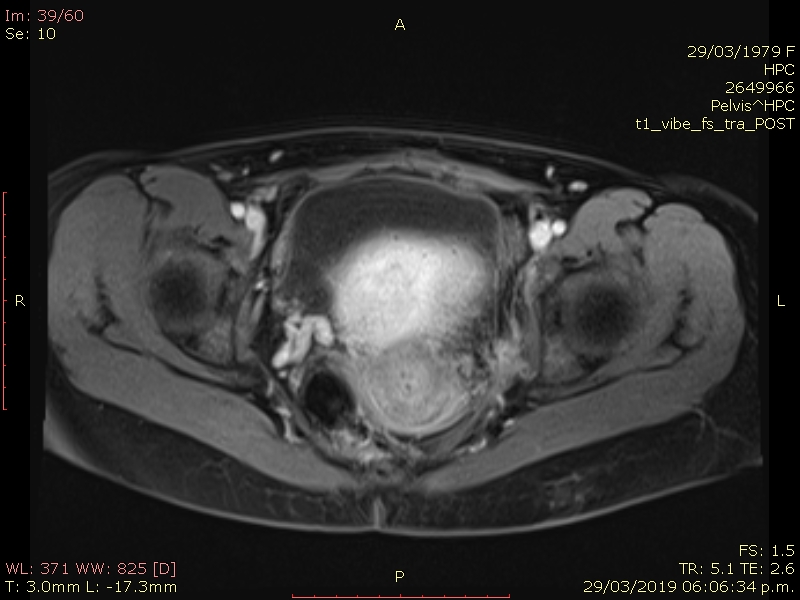 Im: 39/60
Se: 10
A
29/03/1979 F
HPC
2649966
Pelvis^HPC
t1_vibe_fs_tra_POST
R
L
WL: 371 WW: 825 [D]
T: 3.0mm L: -17.3mm
P
FS: 1.5
TR: 5.1 TE: 2.6
29/03/2019 06:06:34 p.m.